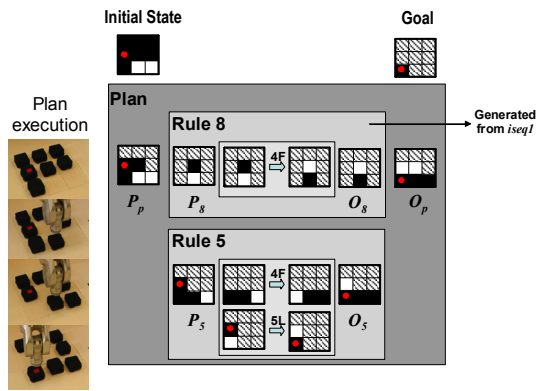 Initial State
Goal
Plan
Plan
execution
Rule 8
Generated
from iseq1
4F
Pp
P8
O8
Op
Rule 5
4F
P5
5L
O5